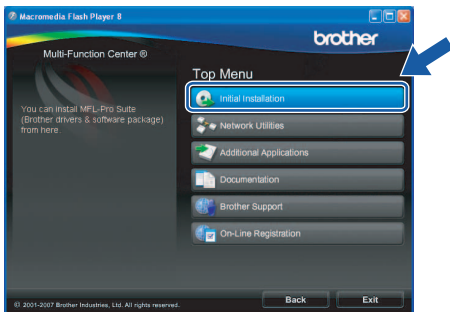 Macromedia Flash Player 8
brother
Multi-Function Center ®
Top Menu
Initial Installation
You can install MFL-Pro Suite
(Brother drivers & software package)
from here.
Network Utilities
Additional Applications
Documentation
Brother Support
On-Line Registration
© 2001-2007 Brother Industries, Ltd. All rights reserved.
Back
Exit